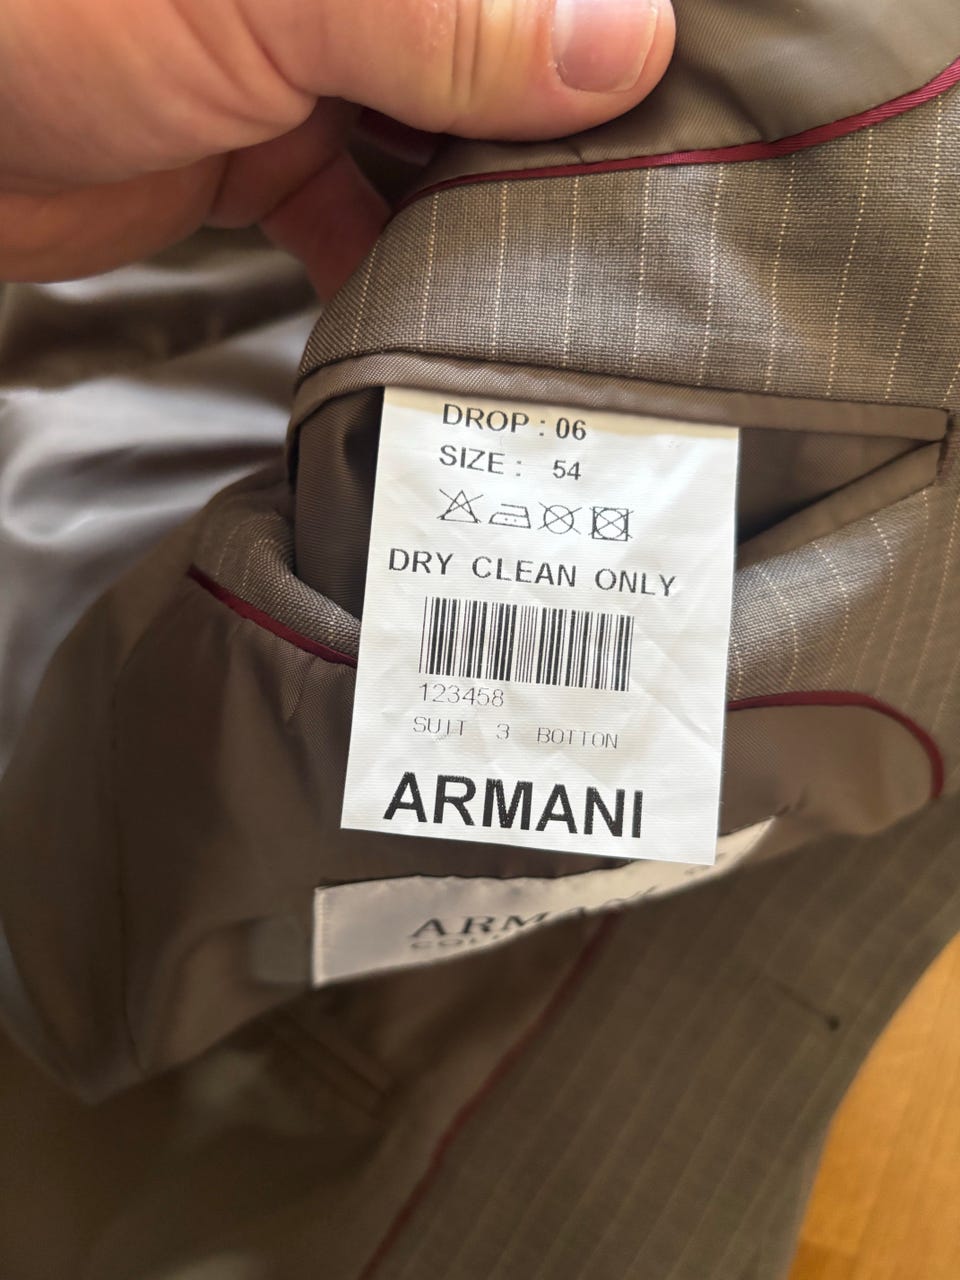 DROP : 06
SIZE : 54
DRY CLEAN ONLY
123458
SUIT 3 BOTTON
ARMANI